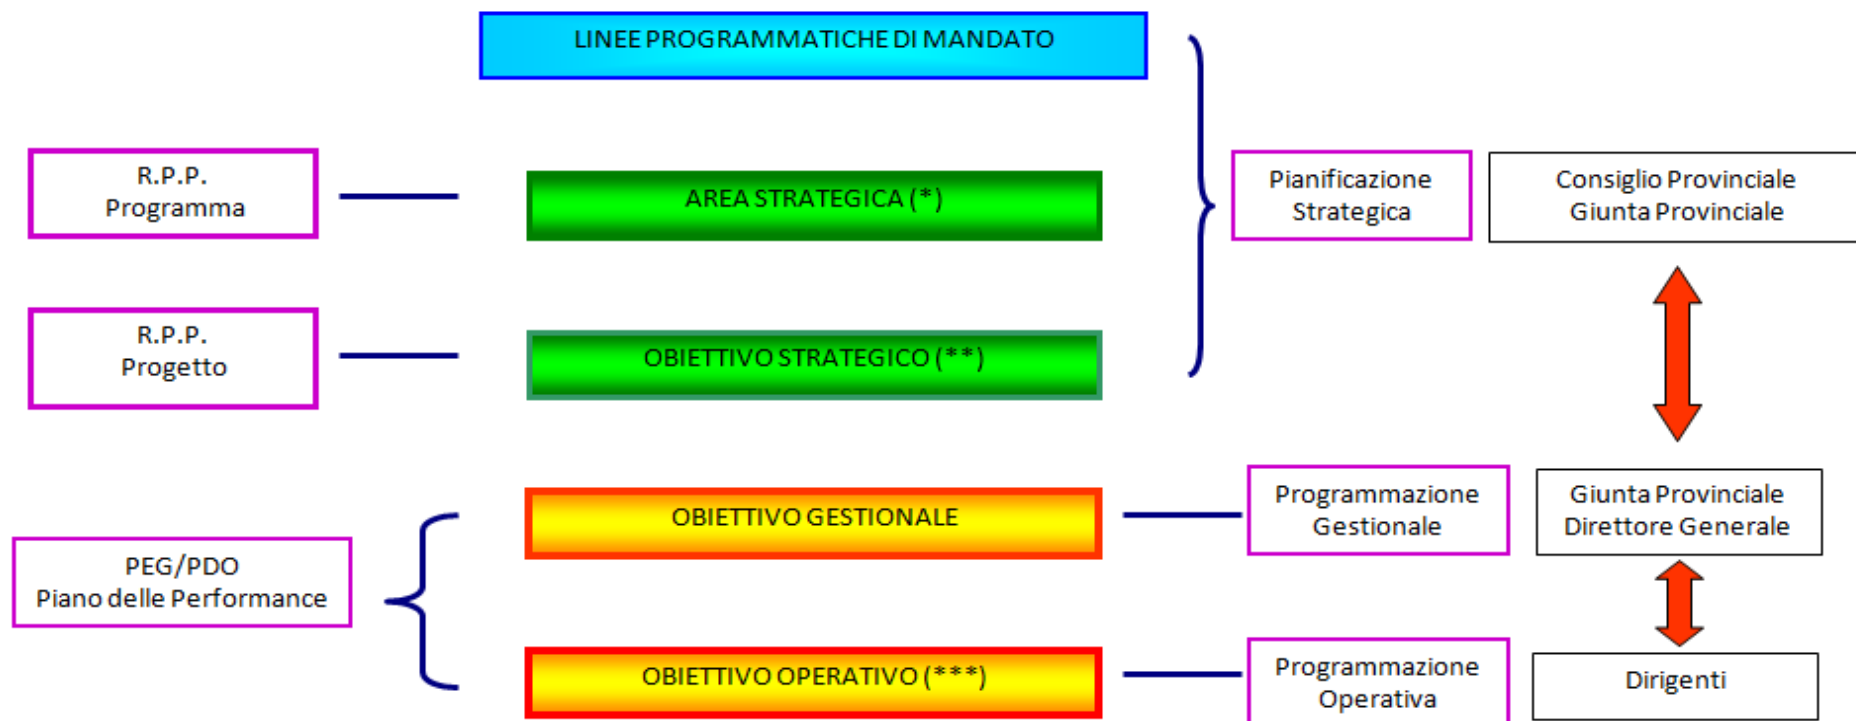 LINEE PROGRAMMATICHE DI MANDATO
R.P.P.
Programma
AREA STRATEGICA (*)
Pianificazione
Strategica
Consiglio Provinciale
Giunta Provinciale
R.P.P.
Progetto
OBIETTIVO STRATEGICO (**)
PEG/PDO
Piano delle Performance
OBIETTIVO GESTIONALE
Programmazione
Gestionale
Giunta Provinciale
Direttore Generale
OBIETTIVO OPERATIVO (***)
Programmazione
Operativa
Dirigenti